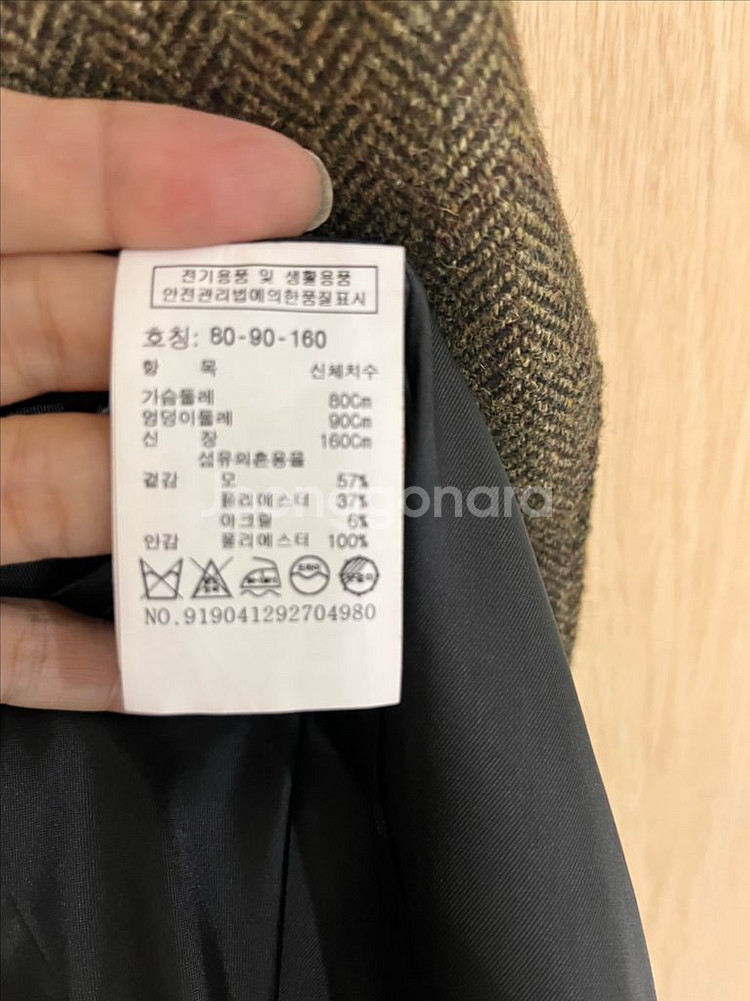 전기용품 및 생활용품
안전관리법에의한품질표시
호칭: 80-90-160
항 목 신체치수
가슴둘레 80Cm
엉덩이둘레 90Cm
신 장 160Cm
섬유의혼용율
겉감 모 57%
폴리에스터 37%
아크릴 6%
안감 폴리에스터 100%
NO.919041292704980
Joonggonara